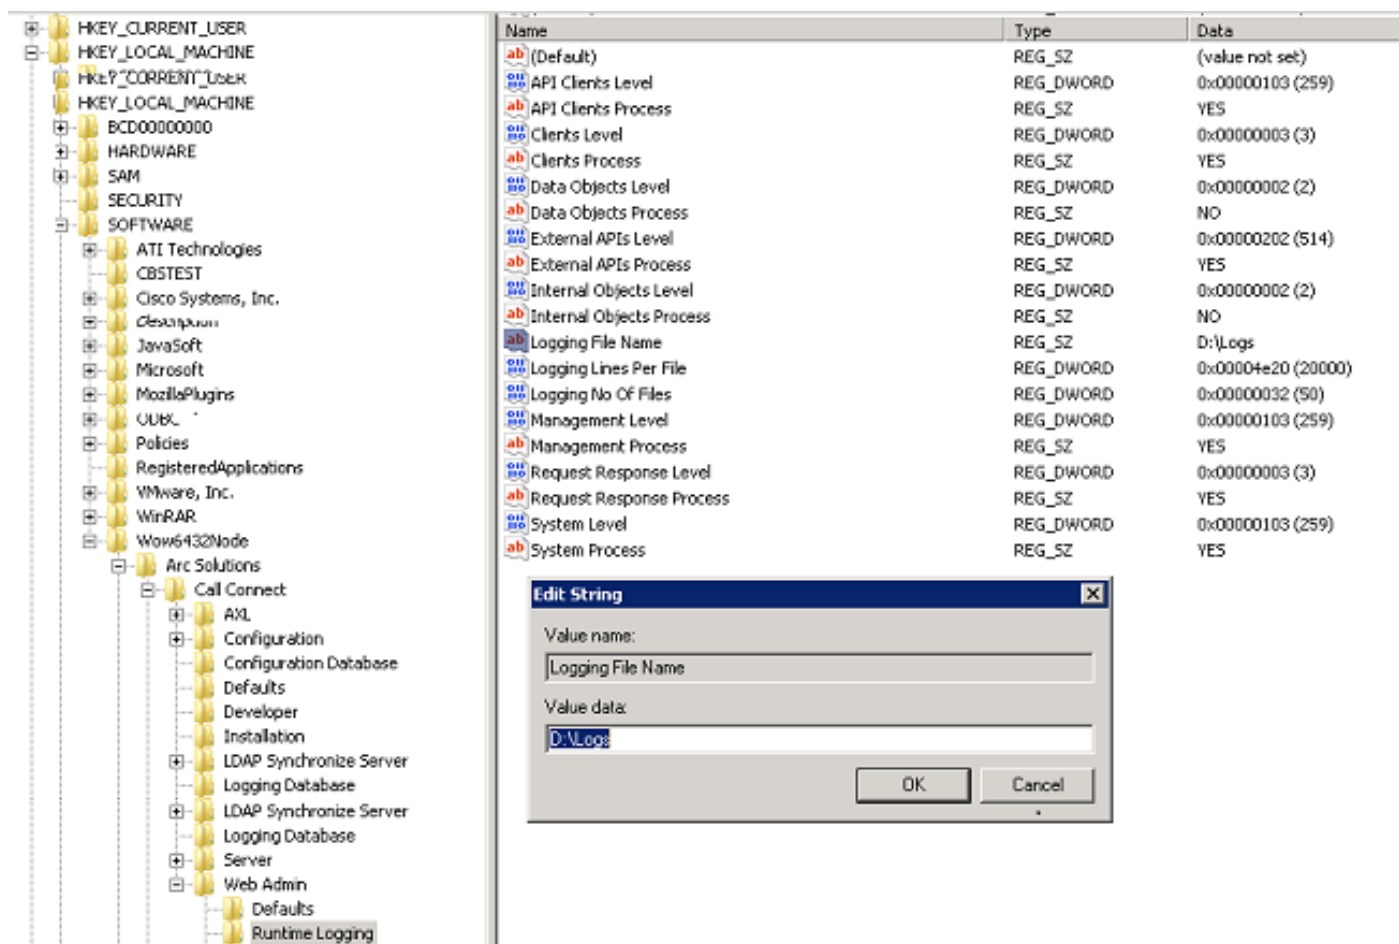 HKEY_CURRENT_USER
HKEY_LOCAL_MACHINE
HKEY_CURRENT_USER
HKEY_LOCAL_MACHINE
BCD00000000
HARDWARE
SAM
SECURITY
SOFTWARE
ATI Technologies
CBSTEST
Cisco Systems, Inc.
JavaSoft
Microsoft
MozillaPlugins
ODBC
Policies
RegisteredApplications
VMware, Inc.
WinRAR
Wow6432Node
Arc Solutions
Call Connect
AXL
Configuration
Configuration Database
Defaults
Developer
Installation
LDAP Synchronize Server
Logging Database
LDAP Synchronize Server
Logging Database
Server
Web Admin
Defaults
Runtime Logging
Name Type Data
(Default) REG_SZ (value not set)
API Clients Level REG_DWORD 0x00000103 (259)
API Clients Process REG_SZ YES
Clients Level REG_DWORD 0x00000003 (3)
Clients Process REG_SZ YES
Data Objects Level REG_DWORD 0x00000002 (2)
Data Objects Process REG_SZ NO
External APIs Level REG_DWORD 0x00000202 (514)
External APIs Process REG_SZ YES
Internal Objects Level REG_DWORD 0x00000002 (2)
Internal Objects Process REG_SZ NO
Logging File Name REG_SZ D:\Logs
Logging Lines Per File REG_DWORD 0x00004e20 (20000)
Logging No Of Files REG_DWORD 0x00000032 (50)
Management Level REG_DWORD 0x00000103 (259)
Management Process REG_SZ YES
Request Response Level REG_DWORD 0x00000003 (3)
Request Response Process REG_SZ YES
System Level REG_DWORD 0x00000103 (259)
System Process REG_SZ YES
Edit String
Value name:
Logging File Name
Value data:
D:\Logs
OK Cancel